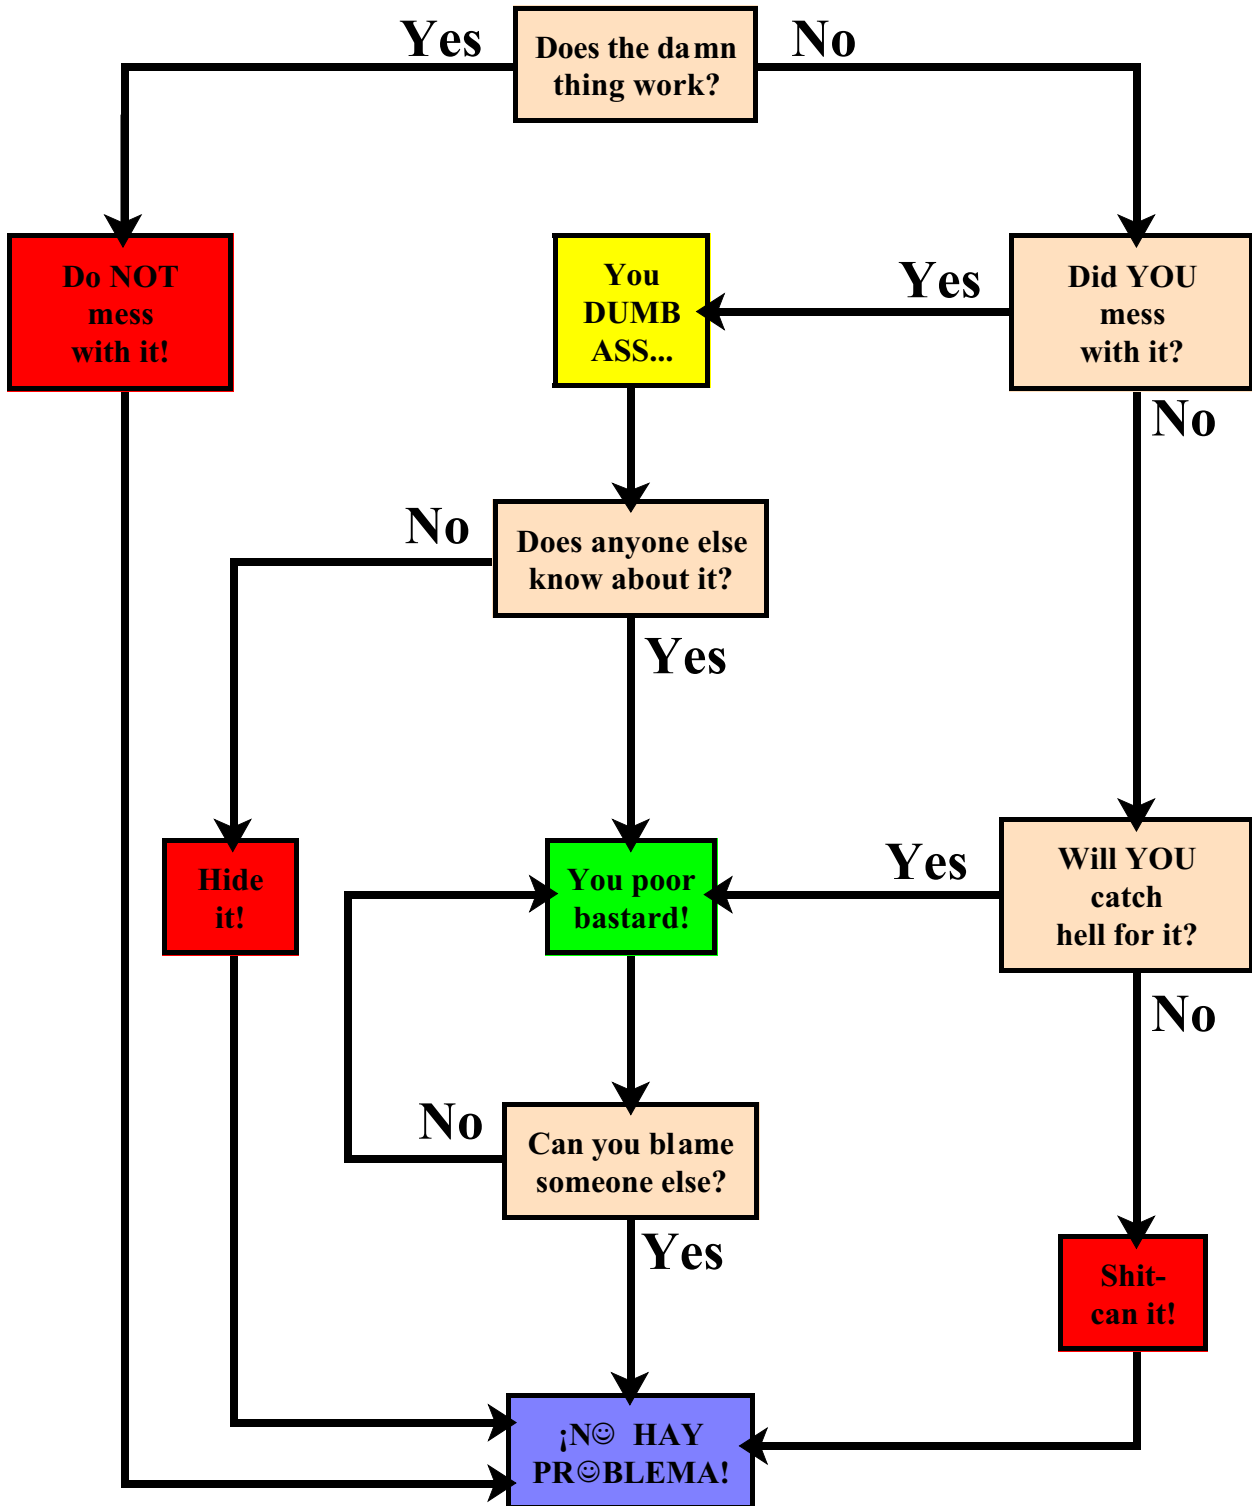 Yes
Does the damn
thing work?
No
Do NOT
mess
with it!
You
DUMB
ASS...
Yes
Did YOU
mess
with it?
No
No
Does anyone else
know about it?
Yes
Hide
it!
You poor
bastard!
Yes
Will YOU
catch
hell for it?
No
No
Can you blame
someone else?
Yes
Shit-
can it!
¡N☺ HAY
PR☺BLEMA!